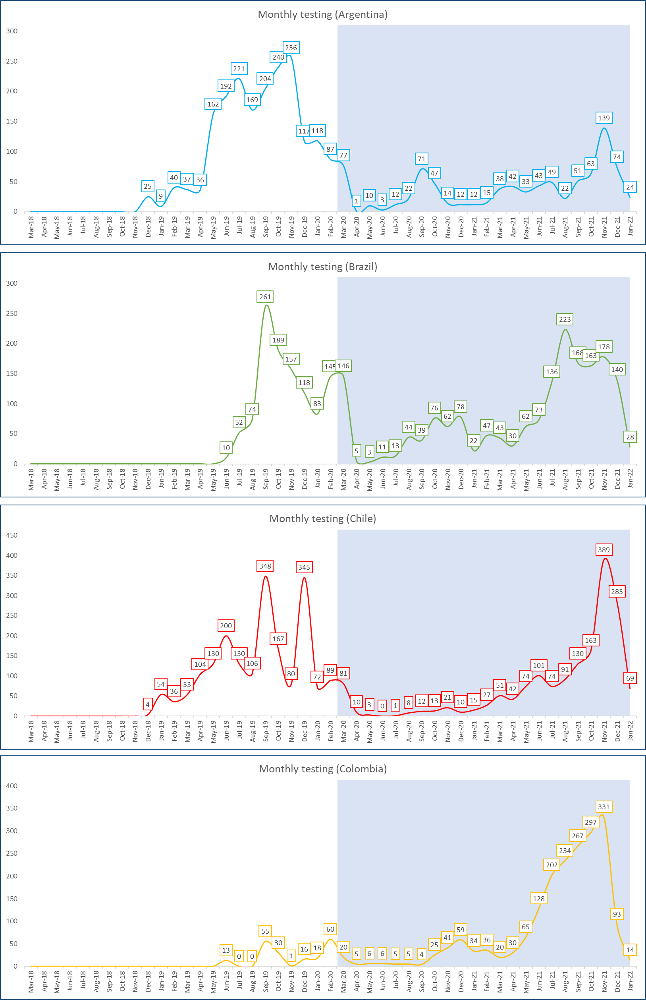 Monthly testing (Argentina)
300
250
200
150
100
50
0
25
9
40
37
36
162
192
221
169
204
240
256
117
118
87
77
1
10
3
12
22
71
47
14
12
12
15
38
42
33
43
49
22
51
63
139
74
24
Mar-18
Apr-18
May-18
Jun-18
Jul-18
Aug-18
Sep-18
Oct-18
Nov-18
Dec-18
Jan-19
Feb-19
Mar-19
Apr-19
May-19
Jun-19
Jul-19
Aug-19
Sep-19
Oct-19
Nov-19
Dec-19
Jan-20
Feb-20
Mar-20
Apr-20
May-20
Jun-20
Jul-20
Aug-20
Sep-20
Oct-20
Nov-20
Dec-20
Jan-21
Feb-21
Mar-21
Apr-21
May-21
Jun-21
Jul-21
Aug-21
Sep-21
Oct-21
Nov-21
Dec-21
Jan-22
Monthly testing (Brazil)
300
250
200
150
100
50
0
10
52
74
261
189
157
118
83
145
146
5
3
11
13
44
39
76
62
78
22
47
43
30
62
73
136
223
168
163
178
140
28
Mar-18
Apr-18
May-18
Jun-18
Jul-18
Aug-18
Sep-18
Oct-18
Nov-18
Dec-18
Jan-19
Feb-19
Mar-19
Apr-19
May-19
Jun-19
Jul-19
Aug-19
Sep-19
Oct-19
Nov-19
Dec-19
Jan-20
Feb-20
Mar-20
Apr-20
May-20
Jun-20
Jul-20
Aug-20
Sep-20
Oct-20
Nov-20
Dec-20
Jan-21
Feb-21
Mar-21
Apr-21
May-21
Jun-21
Jul-21
Aug-21
Sep-21
Oct-21
Nov-21
Dec-21
Jan-22
Monthly testing (Chile)
450
400
350
300
250
200
150
100
50
0
4
54
36
53
104
130
200
130
106
348
167
80
345
72
89
81
10
3
0
1
8
12
13
21
10
15
27
51
42
74
101
74
91
130
163
389
285
69
Mar-18
Apr-18
May-18
Jun-18
Jul-18
Aug-18
Sep-18
Oct-18
Nov-18
Dec-18
Jan-19
Feb-19
Mar-19
Apr-19
May-19
Jun-19
Jul-19
Aug-19
Sep-19
Oct-19
Nov-19
Dec-19
Jan-20
Feb-20
Mar-20
Apr-20
May-20
Jun-20
Jul-20
Aug-20
Sep-20
Oct-20
Nov-20
Dec-20
Jan-21
Feb-21
Mar-21
Apr-21
May-21
Jun-21
Jul-21
Aug-21
Sep-21
Oct-21
Nov-21
Dec-21
Jan-22
Monthly testing (Colombia)
400
350
300
250
200
150
100
50
0
13
0
0
55
30
1
16
18
60
20
5
6
6
5
5
4
25
41
59
34
36
20
30
65
128
202
234
267
297
331
93
14
Mar-18
Apr-18
May-18
Jun-18
Jul-18
Aug-18
Sep-18
Oct-18
Nov-18
Dec-18
Jan-19
Feb-19
Mar-19
Apr-19
May-19
Jun-19
Jul-19
Aug-19
Sep-19
Oct-19
Nov-19
Dec-19
Jan-20
Feb-20
Mar-20
Apr-20
May-20
Jun-20
Jul-20
Aug-20
Sep-20
Oct-20
Nov-20
Dec-20
Jan-21
Feb-21
Mar-21
Apr-21
May-21
Jun-21
Jul-21
Aug-21
Sep-21
Oct-21
Nov-21
Dec-21
Jan-22